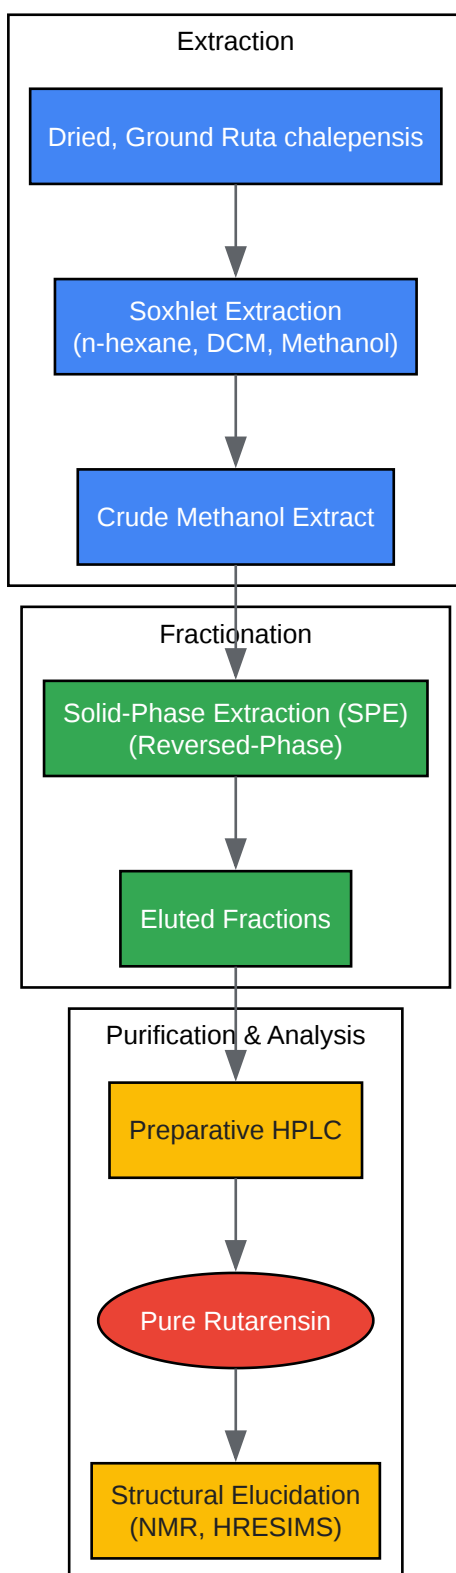 Extraction
Dried, Ground Ruta chalepensis
Soxhlet Extraction
(n-hexane, DCM, Methanol)
Crude Methanol Extract
Fractionation
Solid-Phase Extraction (SPE)
(Reversed-Phase)
Eluted Fractions
Purification & Analysis
Preparative HPLC
Pure Rutarensin
Structural Elucidation
(NMR, HRESIMS)